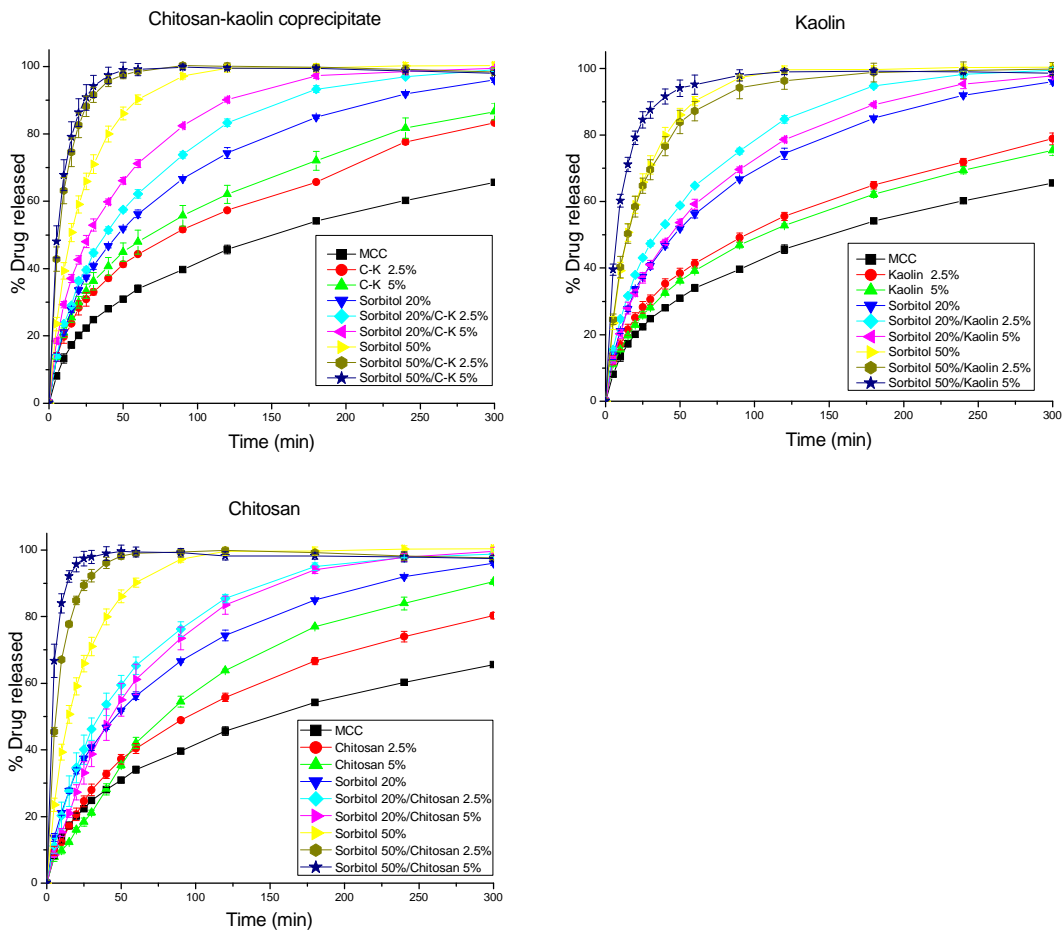 Chitosan-kaolin coprecipitate
% Drug released
100
80
60
40
20
0
MCC
C-K 2.5%
C-K 5%
Sorbitol 20%
Sorbitol 20%/C-K 2.5%
Sorbitol 20%/C-K 5%
Sorbitol 50%
Sorbitol 50%/C-K 2.5%
Sorbitol 50%/C-K 5%
0 50 100 150 200 250 300
Time (min)
Kaolin
% Drug released
100
80
60
40
20
0
MCC
Kaolin 2.5%
Kaolin 5%
Sorbitol 20%
Sorbitol 20%/Kaolin 2.5%
Sorbitol 20%/Kaolin 5%
Sorbitol 50%
Sorbitol 50%/Kaolin 2.5%
Sorbitol 50%/Kaolin 5%
0 50 100 150 200 250 300
Time (min)
Chitosan
% Drug released
100
80
60
40
20
0
MCC
Chitosan 2.5%
Chitosan 5%
Sorbitol 20%
Sorbitol 20%/Chitosan 2.5%
Sorbitol 20%/Chitosan 5%
Sorbitol 50%
Sorbitol 50%/Chitosan 2.5%
Sorbitol 50%/Chitosan 5%
0 50 100 150 200 250 300
Time (min)